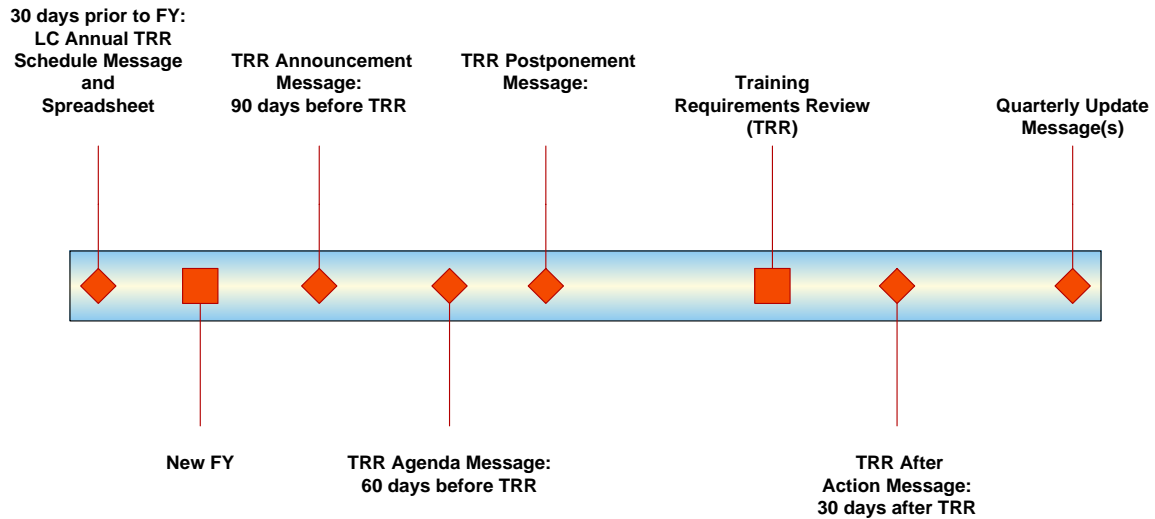 30 days prior to FY:
LC Annual TRR
Schedule Message
and
Spreadsheet
TRR Announcement
Message:
90 days before TRR
TRR Postponement
Message:
Training
Requirements Review
(TRR)
Quarterly Update
Message(s)
New FY
TRR Agenda Message:
60 days before TRR
TRR After
Action Message:
30 days after TRR